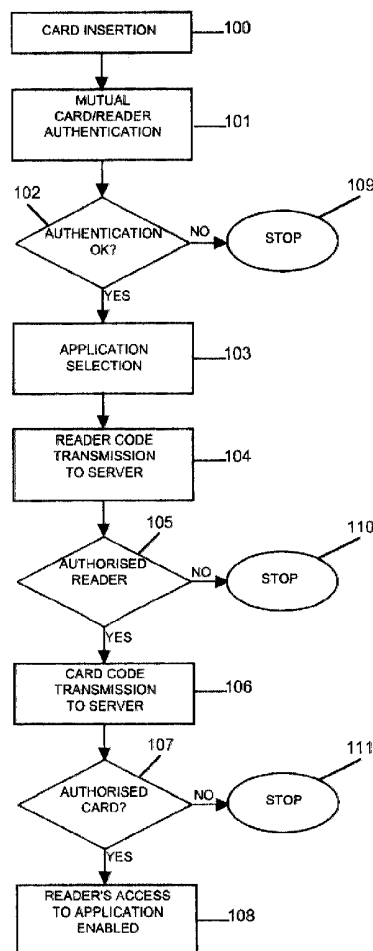 CARD INSERTION
100
MUTUAL
CARD/READER
AUTHENTICATION
101
102
109
AUTHENTICATION
OK?
NO
STOP
YES
APPLICATION
SELECTION
103
READER CODE
TRANSMISSION
TO SERVER
104
105
110
AUTHORISED
READER
NO
STOP
YES
CARD CODE
TRANSMISSION
TO SERVER
106
107
111
AUTHORISED
CARD?
NO
STOP
YES
READER'S ACCESS
TO APPLICATION
ENABLED
108